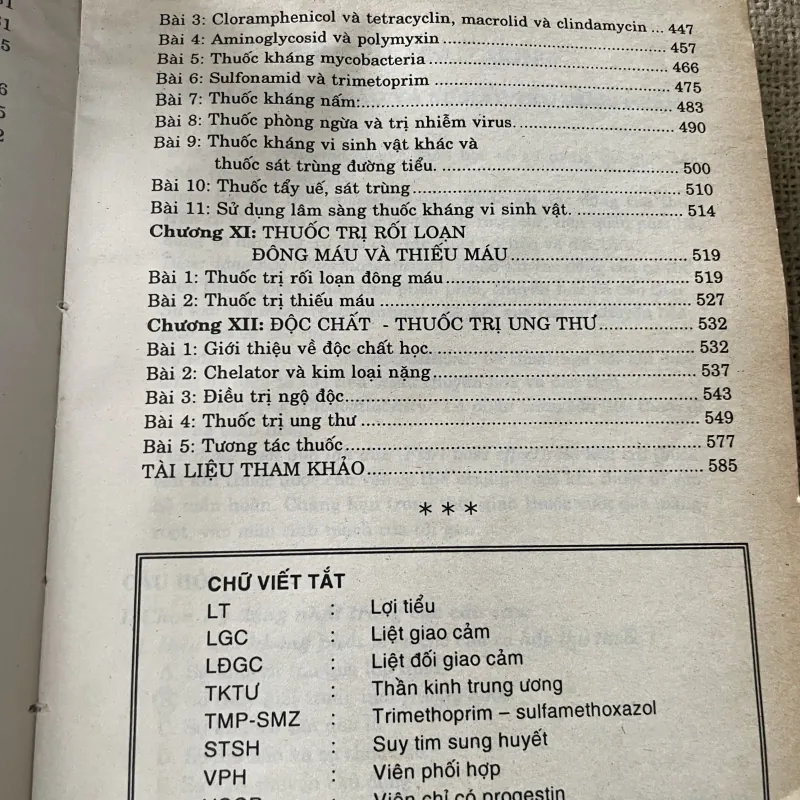 Bài 3: Cloramphenicol và tetracyclin, macrolid và clindamycin ... 447
Bài 4: Aminoglycosid và polymyxin ... 457
Bài 5: Thuốc kháng mycobacteria ... 466
Bài 6: Sulfonamid và trimetoprim ... 475
Bài 7: Thuốc kháng nấm:... 483
Bài 8: Thuốc phòng ngừa và trị nhiễm virus. ... 490
Bài 9: Thuốc kháng vi sinh vật khác và
thuốc sát trùng đường tiểu. ... 500
Bài 10: Thuốc tẩy uế, sát trùng ... 510
Bài 11: Sử dụng lâm sàng thuốc kháng vi sinh vật. ... 514
Chương XI: THUỐC TRỊ RỐI LOẠN
ĐÔNG MÁU VÀ THIẾU MÁU ... 519
Bài 1: Thuốc trị rối loạn đông máu ... 519
Bài 2: Thuốc trị thiếu máu ... 527
Chương XII: ĐỘC CHẤT - THUỐC TRỊ UNG THƯ ... 532
Bài 1: Giới thiệu về độc chất học. ... 532
Bài 2: Chelator và kim loại nặng ... 537
Bài 3: Điều trị ngộ độc ... 543
Bài 4: Thuốc trị ung thư ... 549
Bài 5: Tương tác thuốc ... 577
TÀI LIỆU THAM KHẢO ... 585
* * *
CHỮ VIẾT TẮT
LT : Lợi tiểu
LGC : Liệt giao cảm
LĐGC : Liệt đối giao cảm
TKTƯ : Thần kinh trung ương
TMP-SMZ : Trimethoprim – sulfamethoxazol
STSH : Suy tim sung huyết
VPH : Viên phối hợp
Viên chỉ có progestin